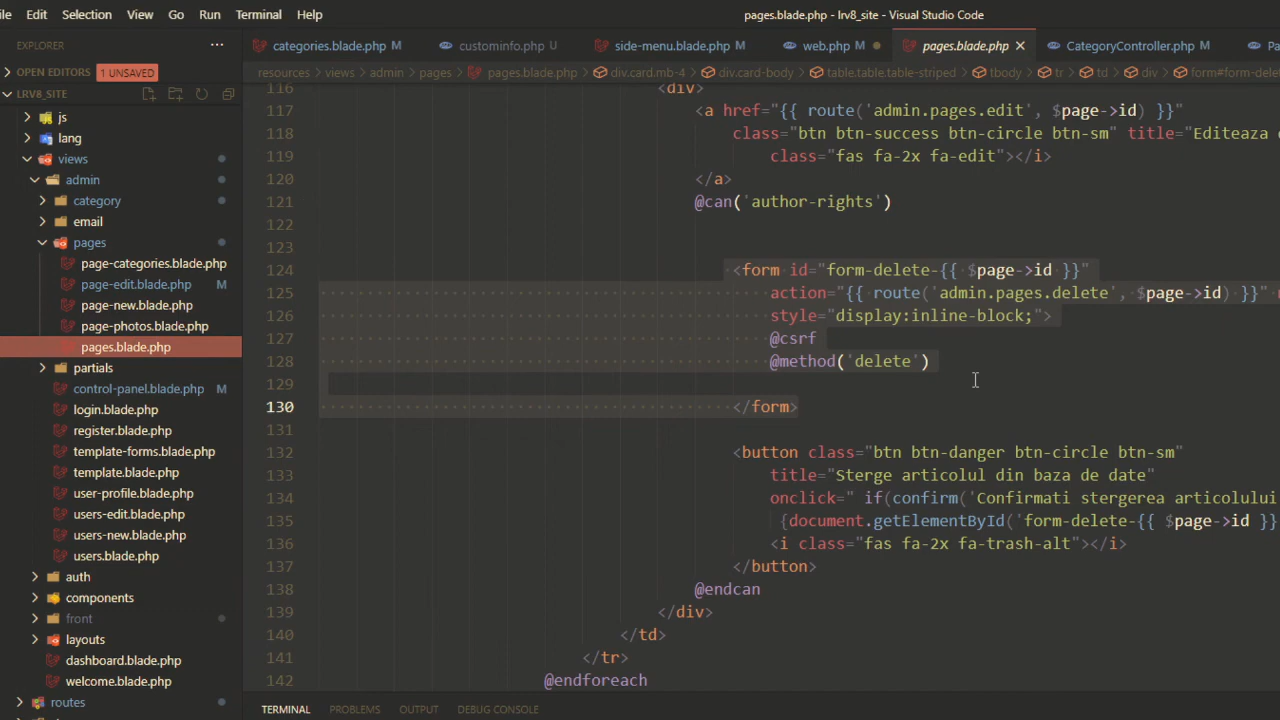 Edit Selection View Go Run Terminal Help
pages.blade.php - lrv8_site - Visual Studio Code
EXPLORER ...
categories.blade.php M custominfo.php U side-menu.blade.php M web.php M pages.blade.php CategoryController.php M
OPEN EDITORS 1 UNSAVED
resources > views > admin > pages > pages.blade.php > div.card.mb-4 > div.card-body > table.table.table-striped > tbody > tr > td > div > form#form-dele
LRV8_SITE
js
lang
views
admin
category
email
pages
page-categories.blade.php
page-edit.blade.php M
page-new.blade.php
page-photos.blade.php
pages.blade.php
partials
control-panel.blade.php M
login.blade.php
register.blade.php
template-forms.blade.php
template.blade.php
user-profile.blade.php
users-edit.blade.php
users-new.blade.php
users.blade.php
auth
components
front
layouts
dashboard.blade.php
welcome.blade.php
routes
116 <div>
117 <a href="{{ route('admin.pages.edit', $page->id) }}"
118 class="btn btn-success btn-circle btn-sm" title="Editeaza
119 class="fas fa-2x fa-edit"></i>
120 </a>
121 @can('author-rights')
122
123
124 <form id="form-delete-{{ $page->id }}"
125 action="{{ route('admin.pages.delete', $page->id) }}"
126 style="display:inline-block;">
127 @csrf
128 @method('delete')
129
130 </form>
131
132 <button class="btn btn-danger btn-circle btn-sm"
133 title="Sterge articolul din baza de date"
134 onclick=" if(confirm('Confirmati stergerea articolului
135 {document.getElementById('form-delete-{{ $page->id }}
136 <i class="fas fa-2x fa-trash-alt"></i>
137 </button>
138 @endcan
139 </div>
140 </td>
141 </tr>
142 @endforeach
TERMINAL PROBLEMS OUTPUT DEBUG CONSOLE